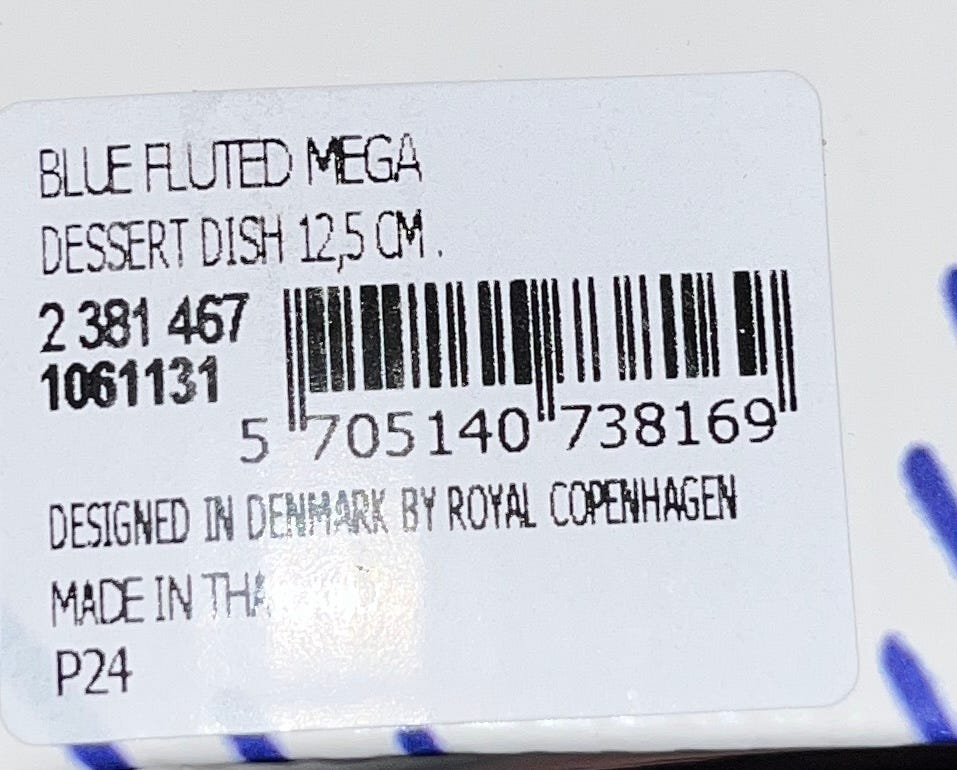 BLUE FLUTED MEGA
DESSERT DISH 12,5 CM.
2 381 467
1061131
5 705140 738169
DESIGNED IN DENMARK BY ROYAL COPENHAGEN
MADE IN
P24